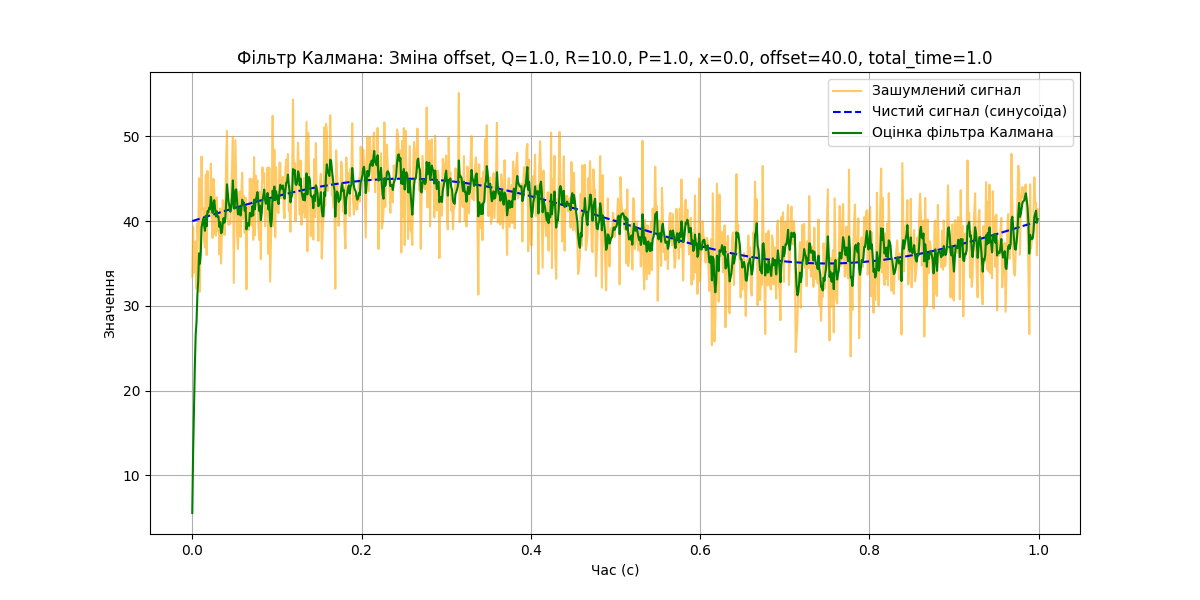 Фільтр Калмана: Зміна offset, Q=1.0, R=10.0, P=1.0, x=0.0, offset=40.0, total_time=1.0
Зашумлений сигнал
Чистий сигнал (синусоїда)
Оцінка фільтра Калмана
50
40
30
20
10
Значення
0.0 0.2 0.4 0.6 0.8 1.0
Час (с)